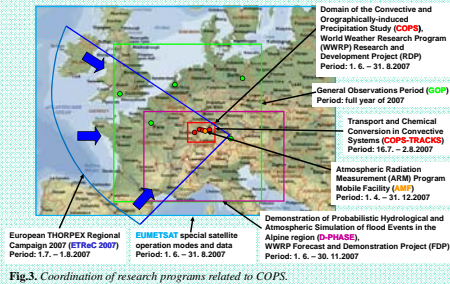 Domain of the Convective and
Orographically-induced
Precipitation Study (COPS),
World Weather Research Program
(WWRP) Research and
Development Project (RDP)
Period: 1. 6. – 31. 8.2007
General Observations Period (GOP)
Period: full year of 2007
Transport and Chemical
Conversion in Convective
Systems (COPS-TRACKS)
Period: 16.7. – 2.8.2007
Atmospheric Radiation
Measurement (ARM) Program
Mobile Facility (AMF)
Period: 1. 4. – 31. 12.2007
European THORPEX Regional
Campaign 2007 (ETReC 2007)
Period: 1.7. – 1.8.2007
EUMETSAT special satellite
operation modes and data
Period: 1. 6. – 31. 8.2007
Demonstration of Probabilistic Hydrological and
Atmospheric Simulation of flood Events in the
Alpine region (D-PHASE),
WWRP Forecast and Demonstration Project (FDP)
Period: 1. 6. – 30. 11.2007
Fig.3. Coordination of research programs related to COPS.